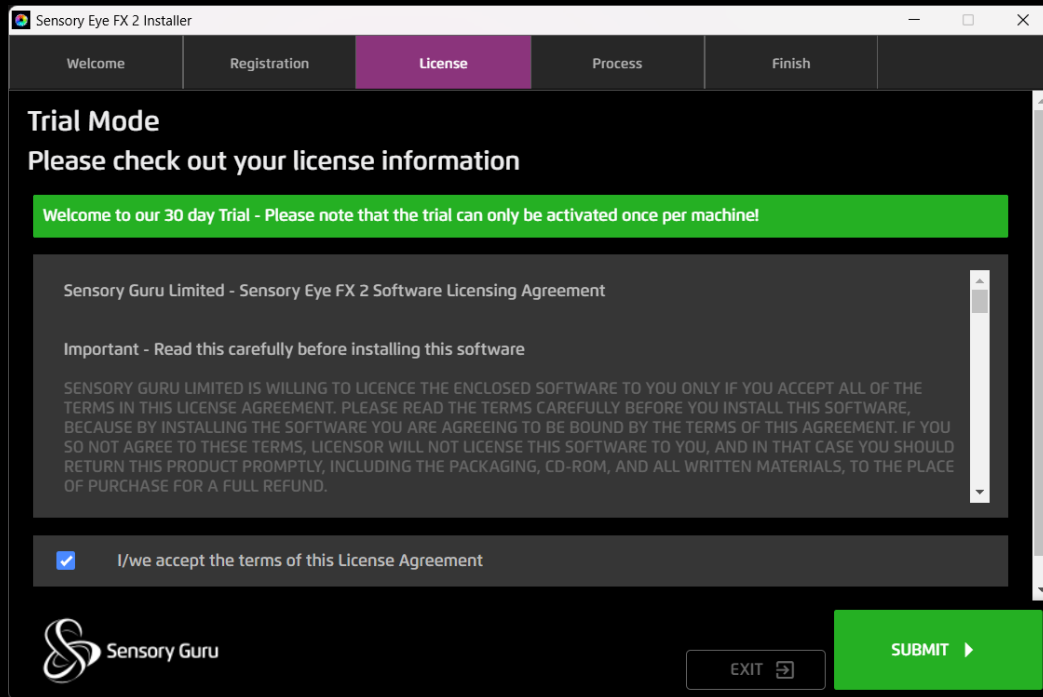 Sensory Eye FX 2 Installer
Welcome
Registration
License
Process
Finish
Trial Mode
Please check out your license information
Welcome to our 30 day Trial - Please note that the trial can only be activated once per machine!
Sensory Guru Limited - Sensory Eye FX 2 Software Licensing Agreement
Important - Read this carefully before installing this software
SENSORY GURU LIMITED IS WILLING TO LICENCE THE ENCLOSED SOFTWARE TO YOU ONLY IF YOU ACCEPT ALL OF THE
TERMS IN THIS LICENSE AGREEMENT. PLEASE READ THE TERMS CAREFULLY BEFORE YOU INSTALL THIS SOFTWARE,
BECAUSE BY INSTALLING THE SOFTWARE YOU ARE AGREEING TO BE BOUND BY THE TERMS OF THIS AGREEMENT. IF YOU
SO NOT AGREE TO THESE TERMS, LICENSOR WILL NOT LICENSE THIS SOFTWARE TO YOU, AND IN THAT CASE YOU SHOULD
RETURN THIS PRODUCT PROMPTLY, INCLUDING THE PACKAGING, CD-ROM, AND ALL WRITTEN MATERIALS, TO THE PLACE
OF PURCHASE FOR A FULL REFUND.
I/we accept the terms of this License Agreement
Sensory Guru
EXIT
SUBMIT